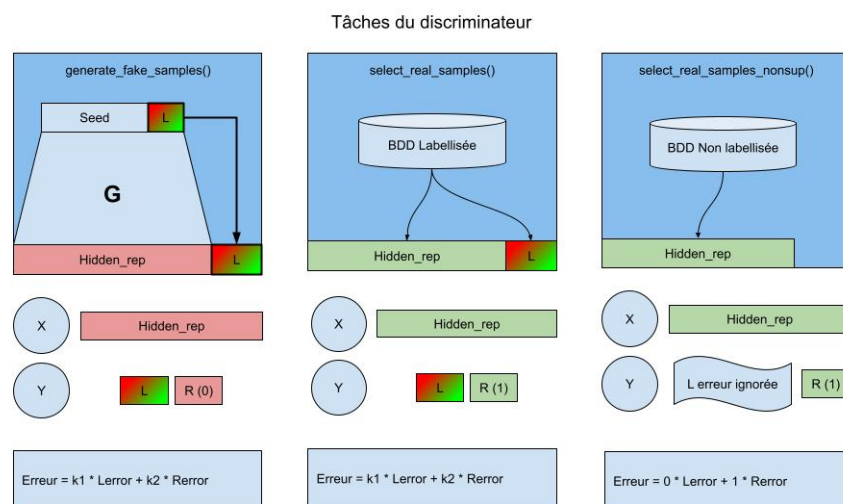 Tâches du discriminateur
generate_fake_samples()
Seed
L
G
Hidden_rep
L
X
Hidden_rep
Y
L
R (0)
Erreur = k1 * Lerror + k2 * Rerror
select_real_samples()
BDD Labellisée
Hidden_rep
L
X
Hidden_rep
Y
L
R (1)
Erreur = k1 * Lerror + k2 * Rerror
select_real_samples_nonsup()
BDD Non labellisée
Hidden_rep
X
Hidden_rep
Y
L erreur ignorée
R (1)
Erreur = 0 * Lerror + 1 * Rerror